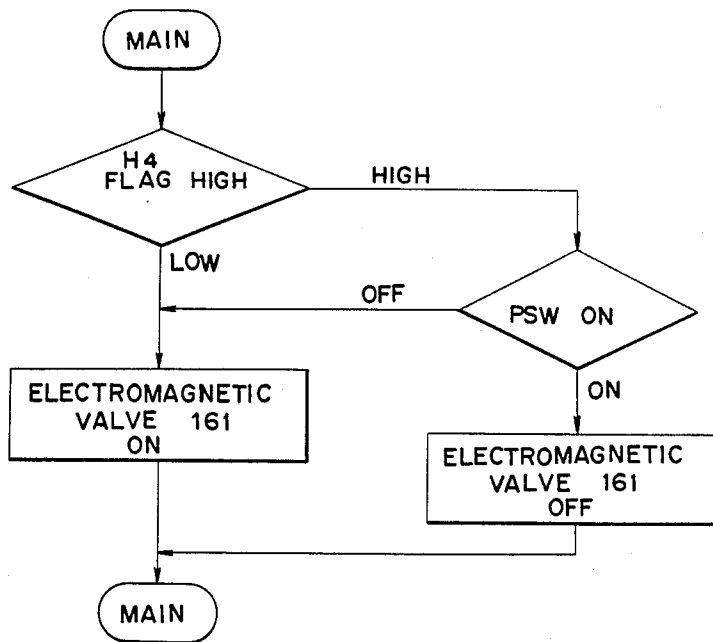 MAIN
H4
FLAG HIGH
HIGH
LOW
OFF
PSW ON
ELECTROMAGNETIC
VALVE 161
ON
ON
ELECTROMAGNETIC
VALVE 161
OFF
MAIN